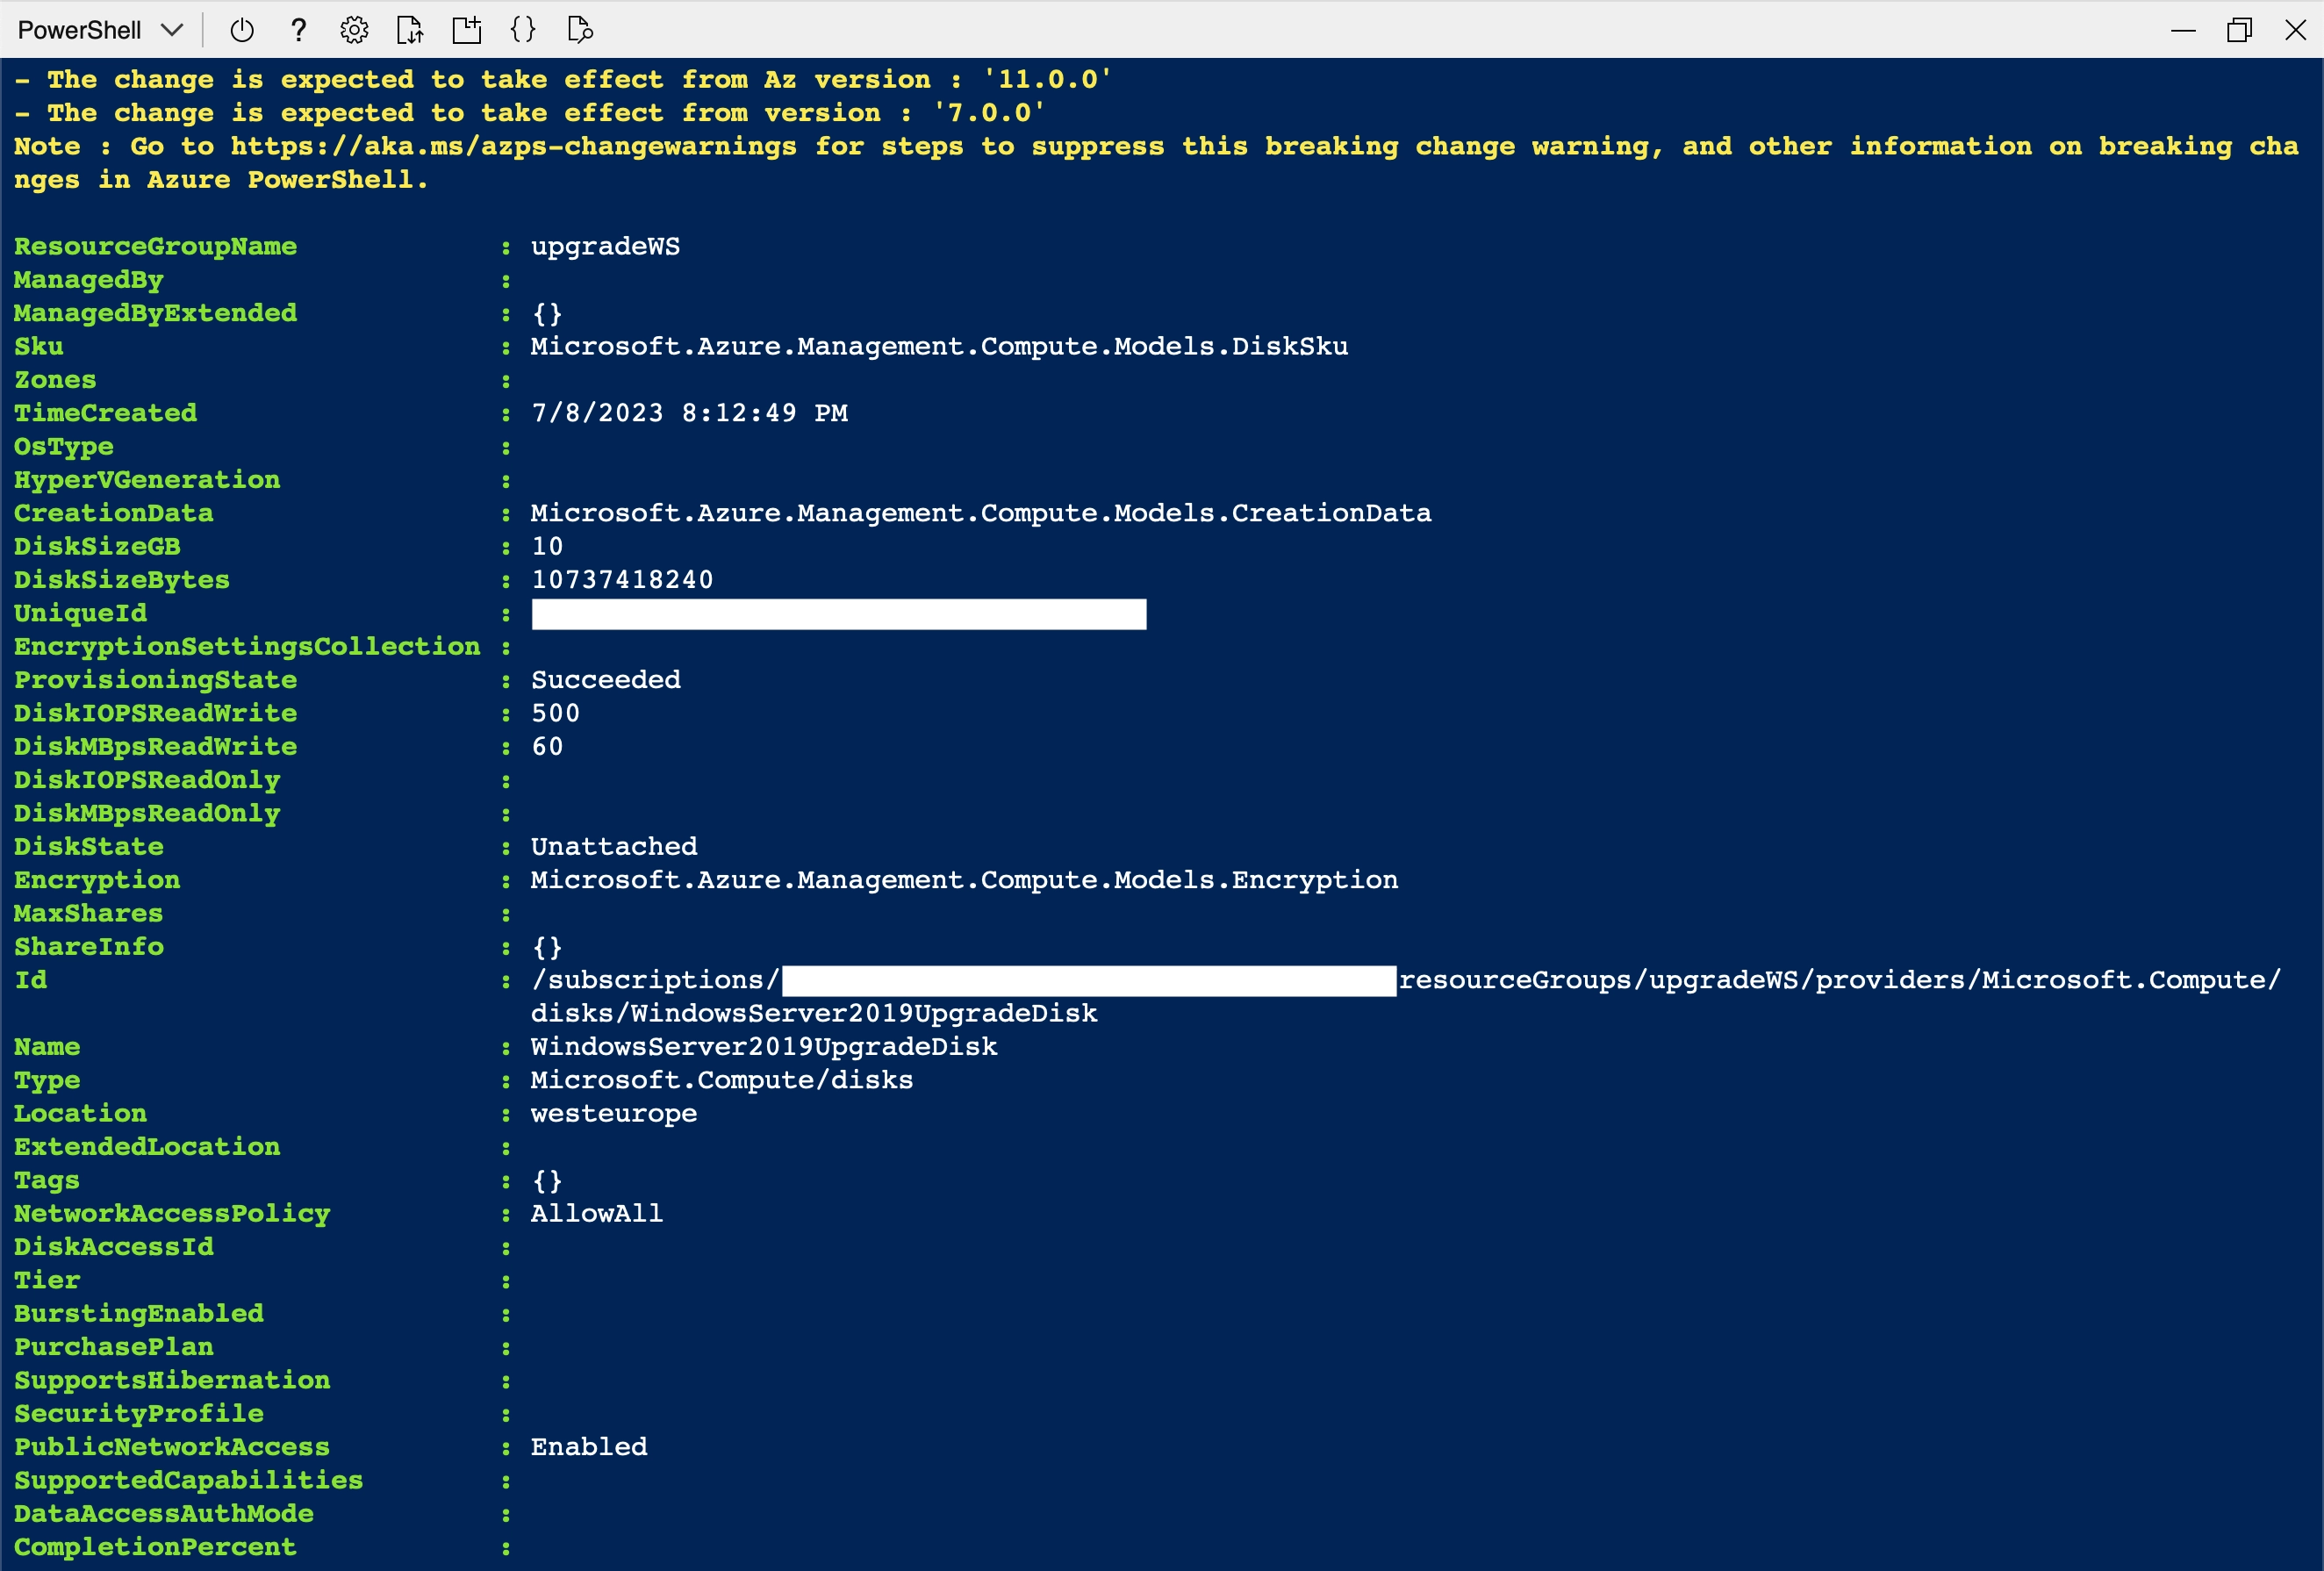 PowerShell
- The change is expected to take effect from Az version : '11.0.0'
- The change is expected to take effect from version : '7.0.0'
Note : Go to https://aka.ms/azps-changewarnings for steps to suppress this breaking change warning, and other information on breaking cha
nges in Azure PowerShell.
ResourceGroupName : upgradeWS
ManagedBy :
ManagedByExtended : {}
Sku : Microsoft.Azure.Management.Compute.Models.DiskSku
Zones :
TimeCreated : 7/8/2023 8:12:49 PM
OsType :
HyperVGeneration :
CreationData : Microsoft.Azure.Management.Compute.Models.CreationData
DiskSizeGB : 10
DiskSizeBytes : 10737418240
UniqueId :
EncryptionSettingsCollection :
ProvisioningState : Succeeded
DiskIOPSReadWrite : 500
DiskMBpsReadWrite : 60
DiskIOPSReadOnly :
DiskMBpsReadOnly :
DiskState : Unattached
Encryption : Microsoft.Azure.Management.Compute.Models.Encryption
MaxShares :
ShareInfo : {}
Id : /subscriptions/ resourceGroups/upgradeWS/providers/Microsoft.Compute/
disks/WindowsServer2019UpgradeDisk
Name : WindowsServer2019UpgradeDisk
Type : Microsoft.Compute/disks
Location : westeurope
ExtendedLocation :
Tags : {}
NetworkAccessPolicy : AllowAll
DiskAccessId :
Tier :
BurstingEnabled :
PurchasePlan :
SupportsHibernation :
SecurityProfile :
PublicNetworkAccess : Enabled
SupportedCapabilities :
DataAccessAuthMode :
CompletionPercent :